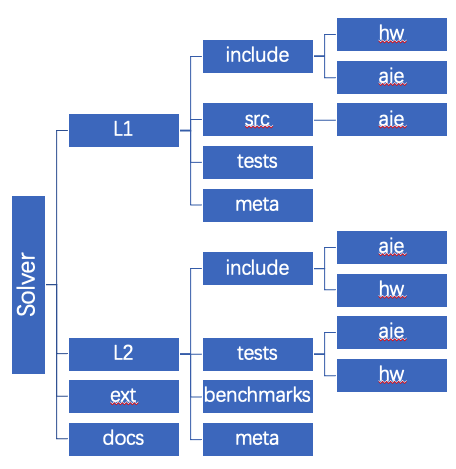 Solver
L1
include
hw
aie
src
aie
tests
meta
L2
include
aie
hw
tests
aie
hw
benchmarks
meta
ext
docs